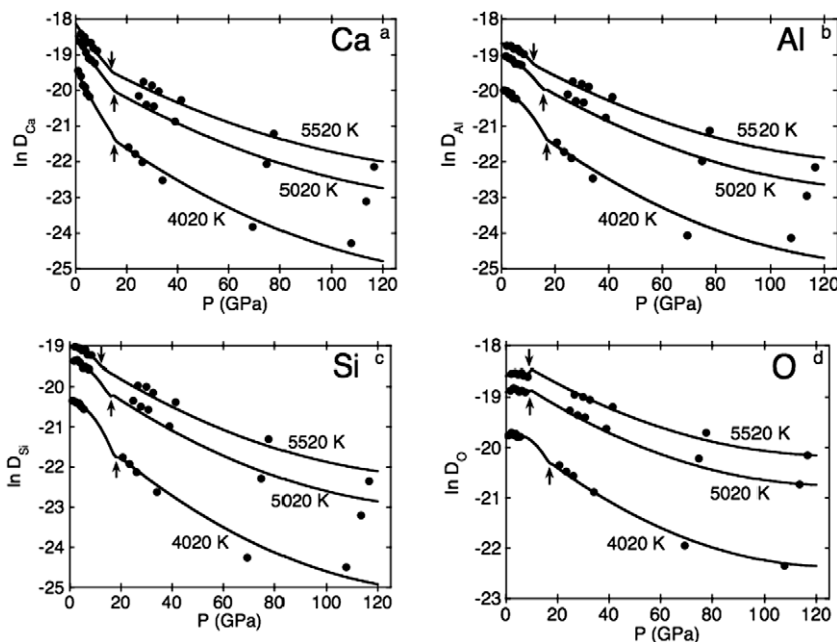 Ca a
ln D_Ca
-18
-19
-20
-21
-22
-23
-24
-25
5520 K
5020 K
4020 K
0 20 40 60 80 100 120
P (GPa)
Al b
ln D_Al
-18
-19
-20
-21
-22
-23
-24
-25
5520 K
5020 K
4020 K
0 20 40 60 80 100 120
P (GPa)
Si c
ln D_Si
-19
-20
-21
-22
-23
-24
-25
5520 K
5020 K
4020 K
0 20 40 60 80 100 120
P (GPa)
O d
ln D_O
-18
-19
-20
-21
-22
-23
5520 K
5020 K
4020 K
0 20 40 60 80 100 120
P (GPa)